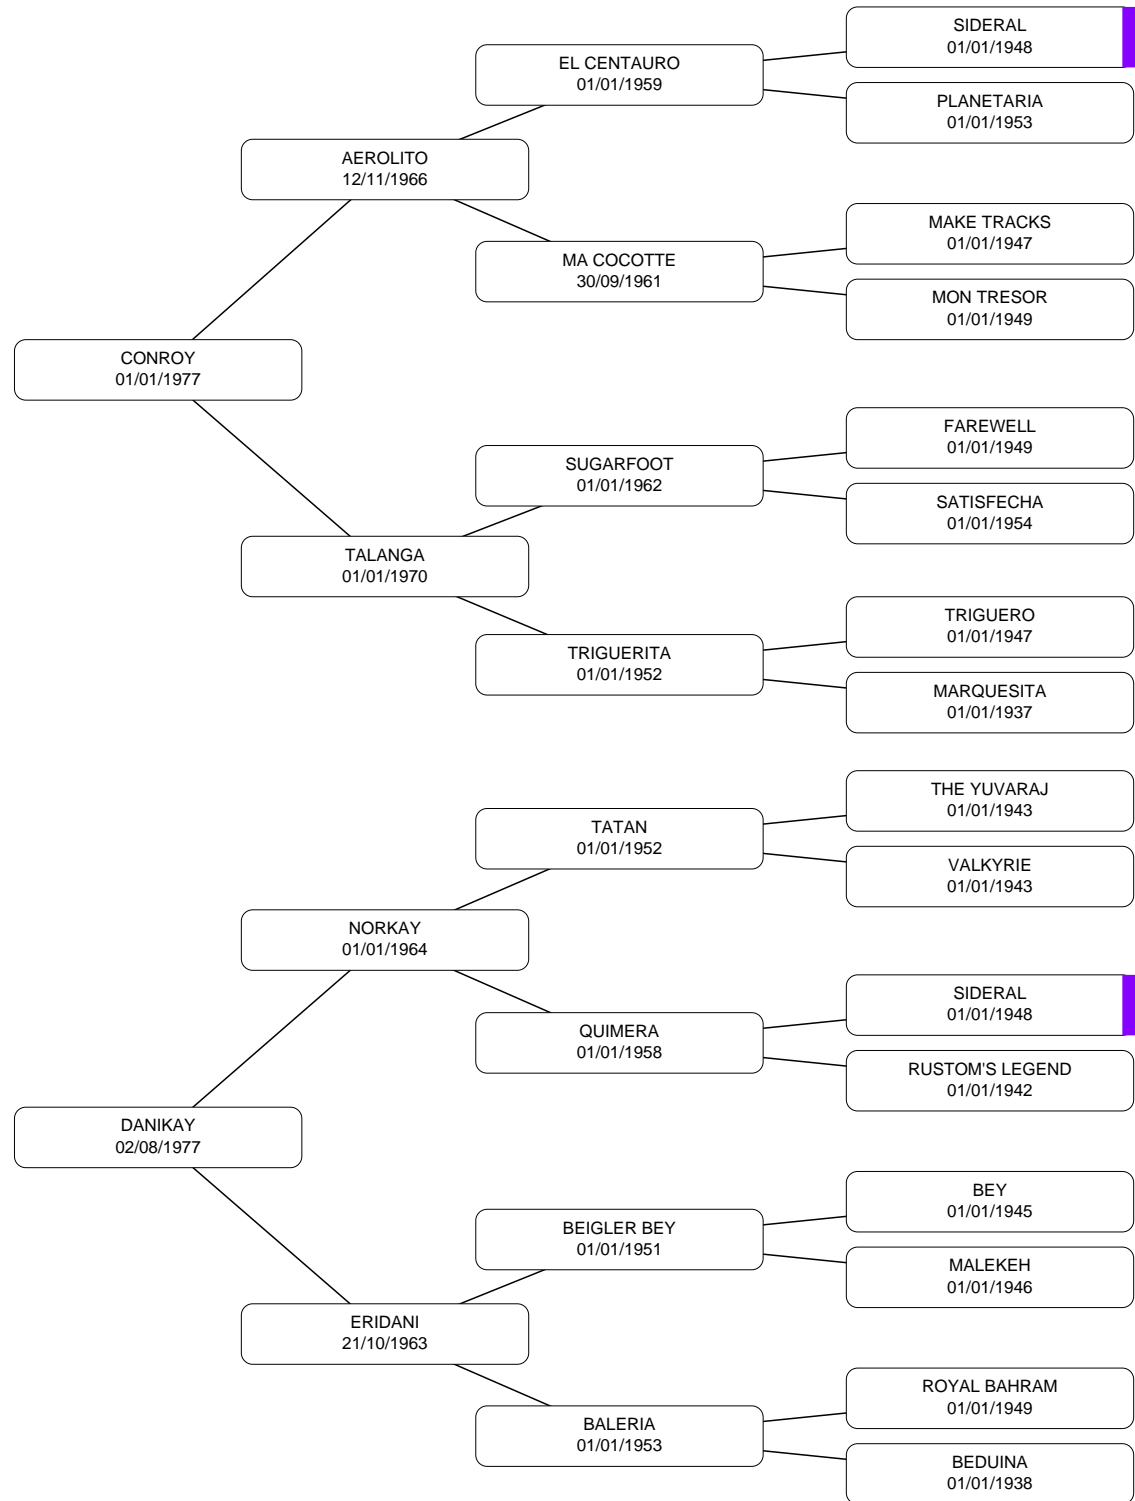 SIDERAL
01/01/1948
EL CENTAURO
01/01/1959
PLANETARIA
01/01/1953
AEROLITO
12/11/1966
MAKE TRACKS
01/01/1947
MA COCOTTE
30/09/1961
MON TRESOR
01/01/1949
CONROY
01/01/1977
FAREWELL
01/01/1949
SUGARFOOT
01/01/1962
SATISFECHA
01/01/1954
TALANGA
01/01/1970
TRIGUERO
01/01/1947
TRIGUERITA
01/01/1952
MARQUESITA
01/01/1937
THE YUVARAJ
01/01/1943
TATAN
01/01/1952
VALKYRIE
01/01/1943
NORKAY
01/01/1964
SIDERAL
01/01/1948
QUIMERA
01/01/1958
RUSTOM'S LEGEND
01/01/1942
DANIKAY
02/08/1977
BEY
01/01/1945
BEIGLER BEY
01/01/1951
MALEKEH
01/01/1946
ERIDANI
21/10/1963
ROYAL BAHRAM
01/01/1949
BALERIA
01/01/1953
BEDUINA
01/01/1938